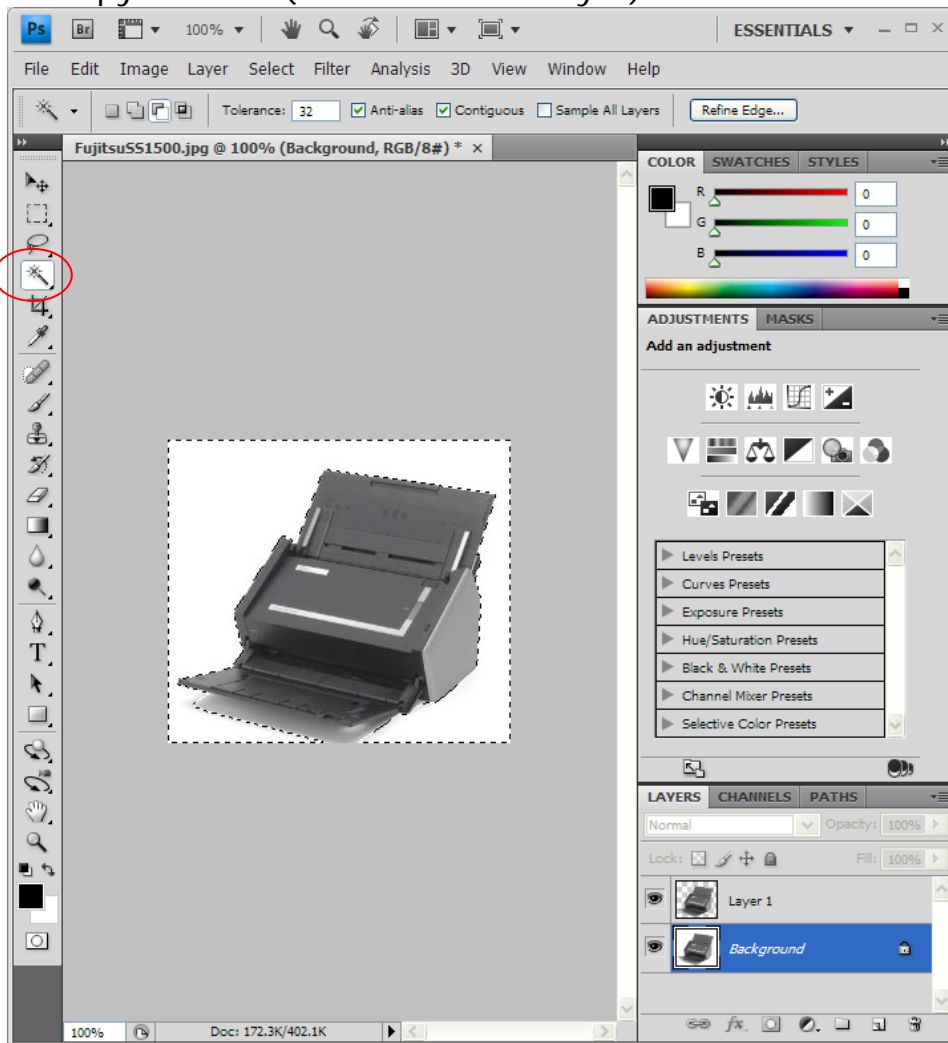 Ps Br 100% ESSENTIALS
File Edit Image Layer Select Filter Analysis 3D View Window Help
Tolerance: 32 Anti-alias Contiguous Sample All Layers Refine Edge...
FujitsuSS1500.jpg @ 100% (Background, RGB/8#) * ×
COLOR SWATCHES STYLES
R 0
G 0
B 0
ADJUSTMENTS MASKS
Add an adjustment
Levels Presets
Curves Presets
Exposure Presets
Hue/Saturation Presets
Black & White Presets
Channel Mixer Presets
Selective Color Presets
LAYERS CHANNELS PATHS
Normal Opacity: 100%
Lock: Fill: 100%
Layer 1
Background
100% Doc: 172.3K/402.1K